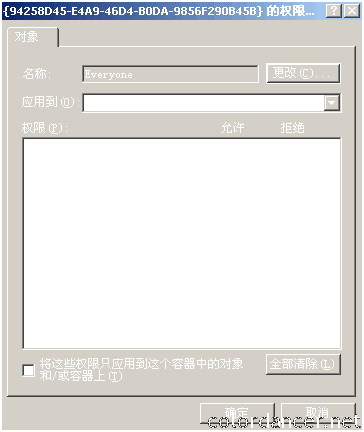 {94258D45-E4A9-46D4-B0DA-9856F290B45B} 的权限...
对象
名称: Everyone 更改(C)...
应用到(O):
权限(P): 允许 拒绝
将这些权限只应用到这个容器中的对象
和/或容器上(T)
全部清除(L)
确定 取消
colordancer.net